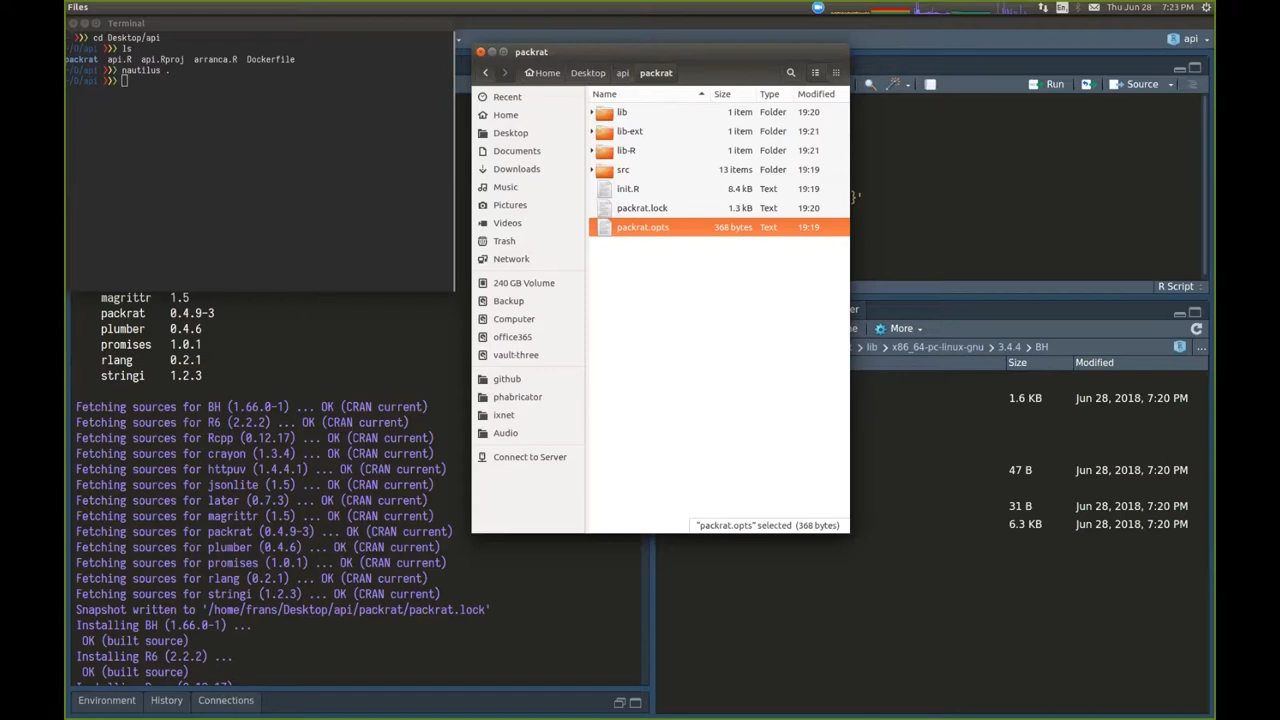 Files
Thu Jun 28
7:23 PM
En
Terminal
>>> cd Desktop/api
~/D/api >>> ls
packrat api.R api.Rproj arranca.R Dockerfile
~/D/api >>> nautilus .
~/D/api >>>
packrat
Home Desktop api packrat
Recent
Home
Desktop
Documents
Downloads
Music
Pictures
Videos
Trash
Network
240 GB Volume
Backup
Computer
office365
vault-three
github
phabricator
ixnet
Audio
Connect to Server
Name Size Type Modified
lib 1 item Folder 19:20
lib-ext 1 item Folder 19:21
lib-R 1 item Folder 19:21
src 13 items Folder 19:19
init.R 8.4 kB Text 19:19
packrat.lock 1.3 kB Text 19:20
packrat.opts 368 bytes Text 19:19
"packrat.opts" selected (368 bytes)
api
Run Source
}'
R Script
More
lib x86_64-pc-linux-gnu 3.4.4 BH
Size Modified
1.6 KB Jun 28, 2018, 7:20 PM
47 B Jun 28, 2018, 7:20 PM
31 B Jun 28, 2018, 7:20 PM
6.3 KB Jun 28, 2018, 7:20 PM
magrittr 1.5
packrat 0.4.9-3
plumber 0.4.6
promises 1.0.1
rlang 0.2.1
stringi 1.2.3
Fetching sources for BH (1.66.0-1) ... OK (CRAN current)
Fetching sources for R6 (2.2.2) ... OK (CRAN current)
Fetching sources for Rcpp (0.12.17) ... OK (CRAN current)
Fetching sources for crayon (1.3.4) ... OK (CRAN current)
Fetching sources for httpuv (1.4.4.1) ... OK (CRAN current)
Fetching sources for jsonlite (1.5) ... OK (CRAN current)
Fetching sources for later (0.7.3) ... OK (CRAN current)
Fetching sources for magrittr (1.5) ... OK (CRAN current)
Fetching sources for packrat (0.4.9-3) ... OK (CRAN current)
Fetching sources for plumber (0.4.6) ... OK (CRAN current)
Fetching sources for promises (1.0.1) ... OK (CRAN current)
Fetching sources for rlang (0.2.1) ... OK (CRAN current)
Fetching sources for stringi (1.2.3) ... OK (CRAN current)
Snapshot written to '/home/frans/Desktop/api/packrat/packrat.lock'
Installing BH (1.66.0-1) ...
OK (built source)
Installing R6 (2.2.2) ...
OK (built source)
Environment History Connections